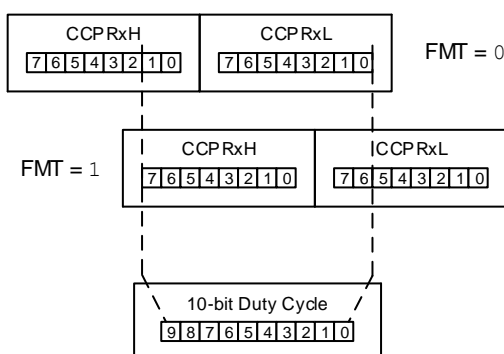 CCPRxH CCPRxL
7 6 5 4 3 2 1 0 7 6 5 4 3 2 1 0 FMT = 0
CCPRxH CCPRxL
FMT = 1 7 6 5 4 3 2 1 0 7 6 5 4 3 2 1 0
10-bit Duty Cycle
9 8 7 6 5 4 3 2 1 0